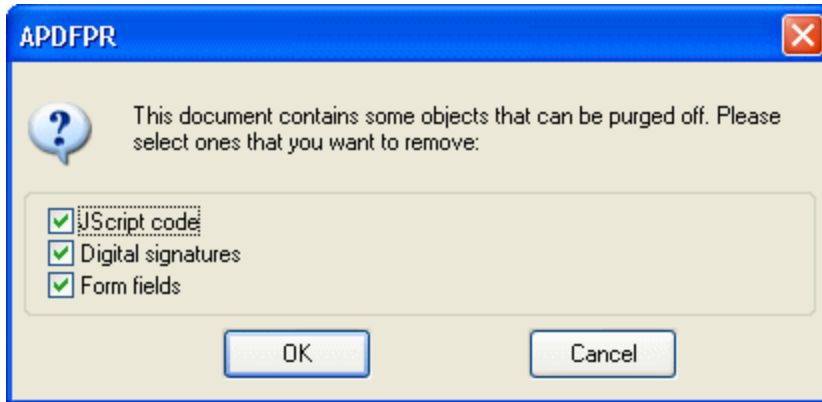 APDFPR
This document contains some objects that can be purged off. Please
select ones that you want to remove:
JScript code
Digital signatures
Form fields
OK
Cancel